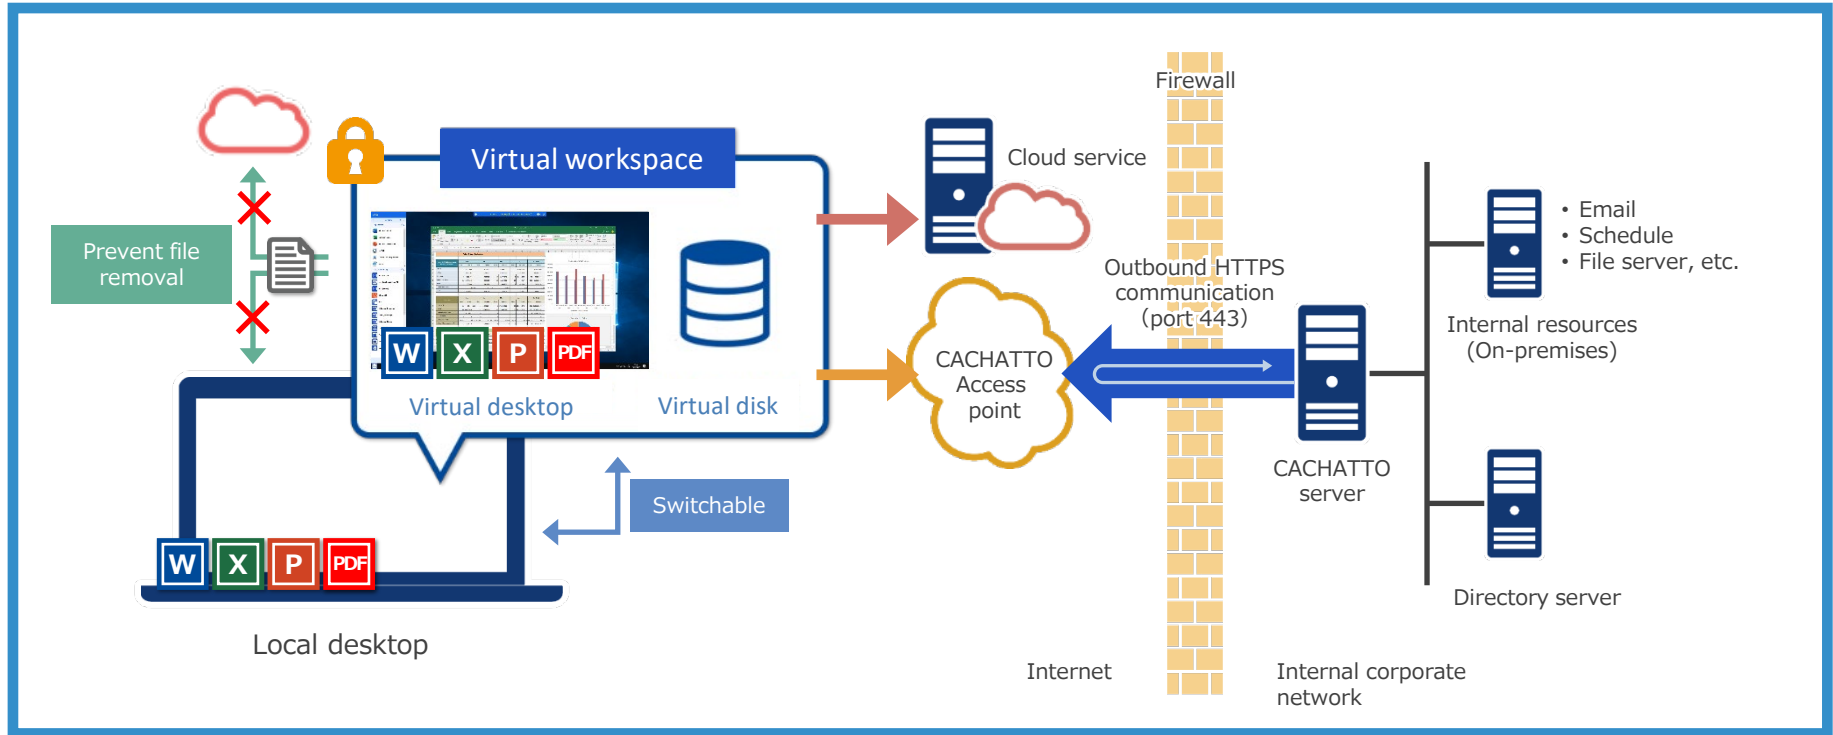 Firewall
Virtual workspace
Cloud service
Prevent file
removal
• Email
• Schedule
• File server, etc.
Outbound HTTPS
communication
(port 443)
Internal resources
(On-premises)
W X P PDF
CACHATTO
Access
point
Virtual desktop
Virtual disk
CACHATTO
server
Switchable
W X P PDF
Directory server
Local desktop
Internet
Internal corporate
network